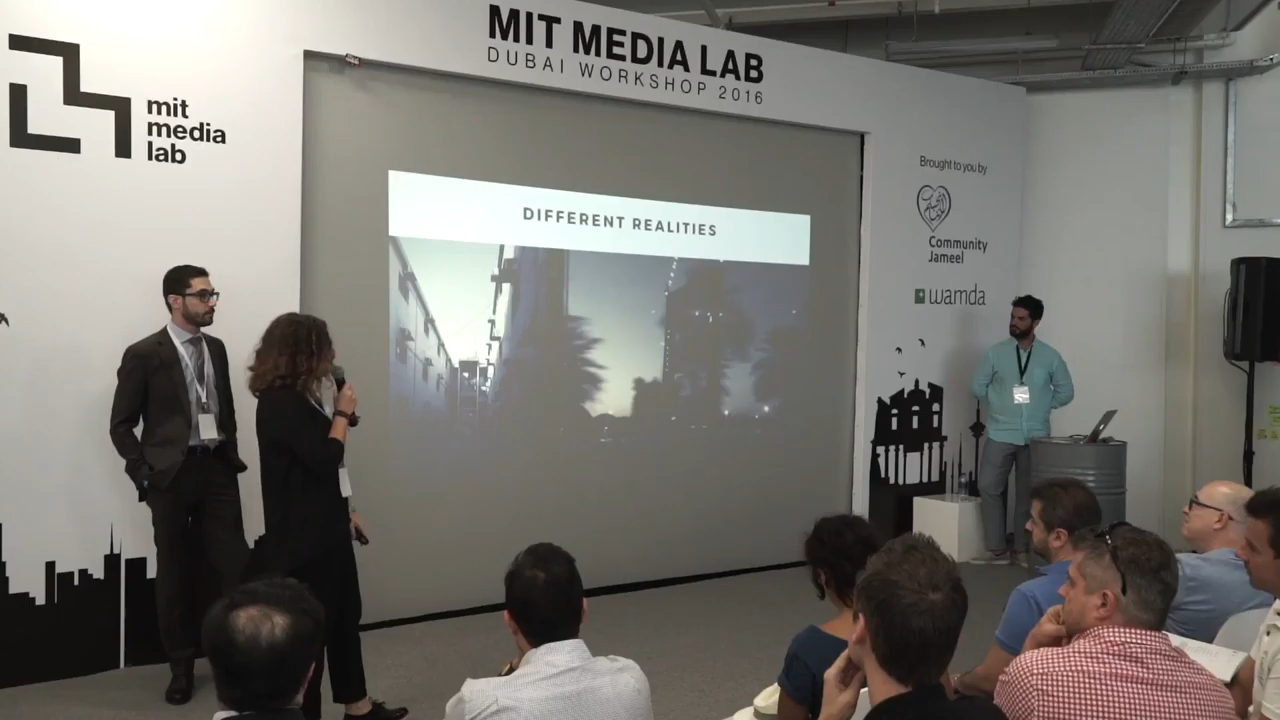 MIT MEDIA LAB
DUBAI WORKSHOP 2016
mit
media
lab
DIFFERENT REALITIES
Brought to you by
Community
Jameel
wamda